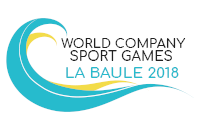 WORLD COMPANY
SPORT GAMES
LA BAULE 2018